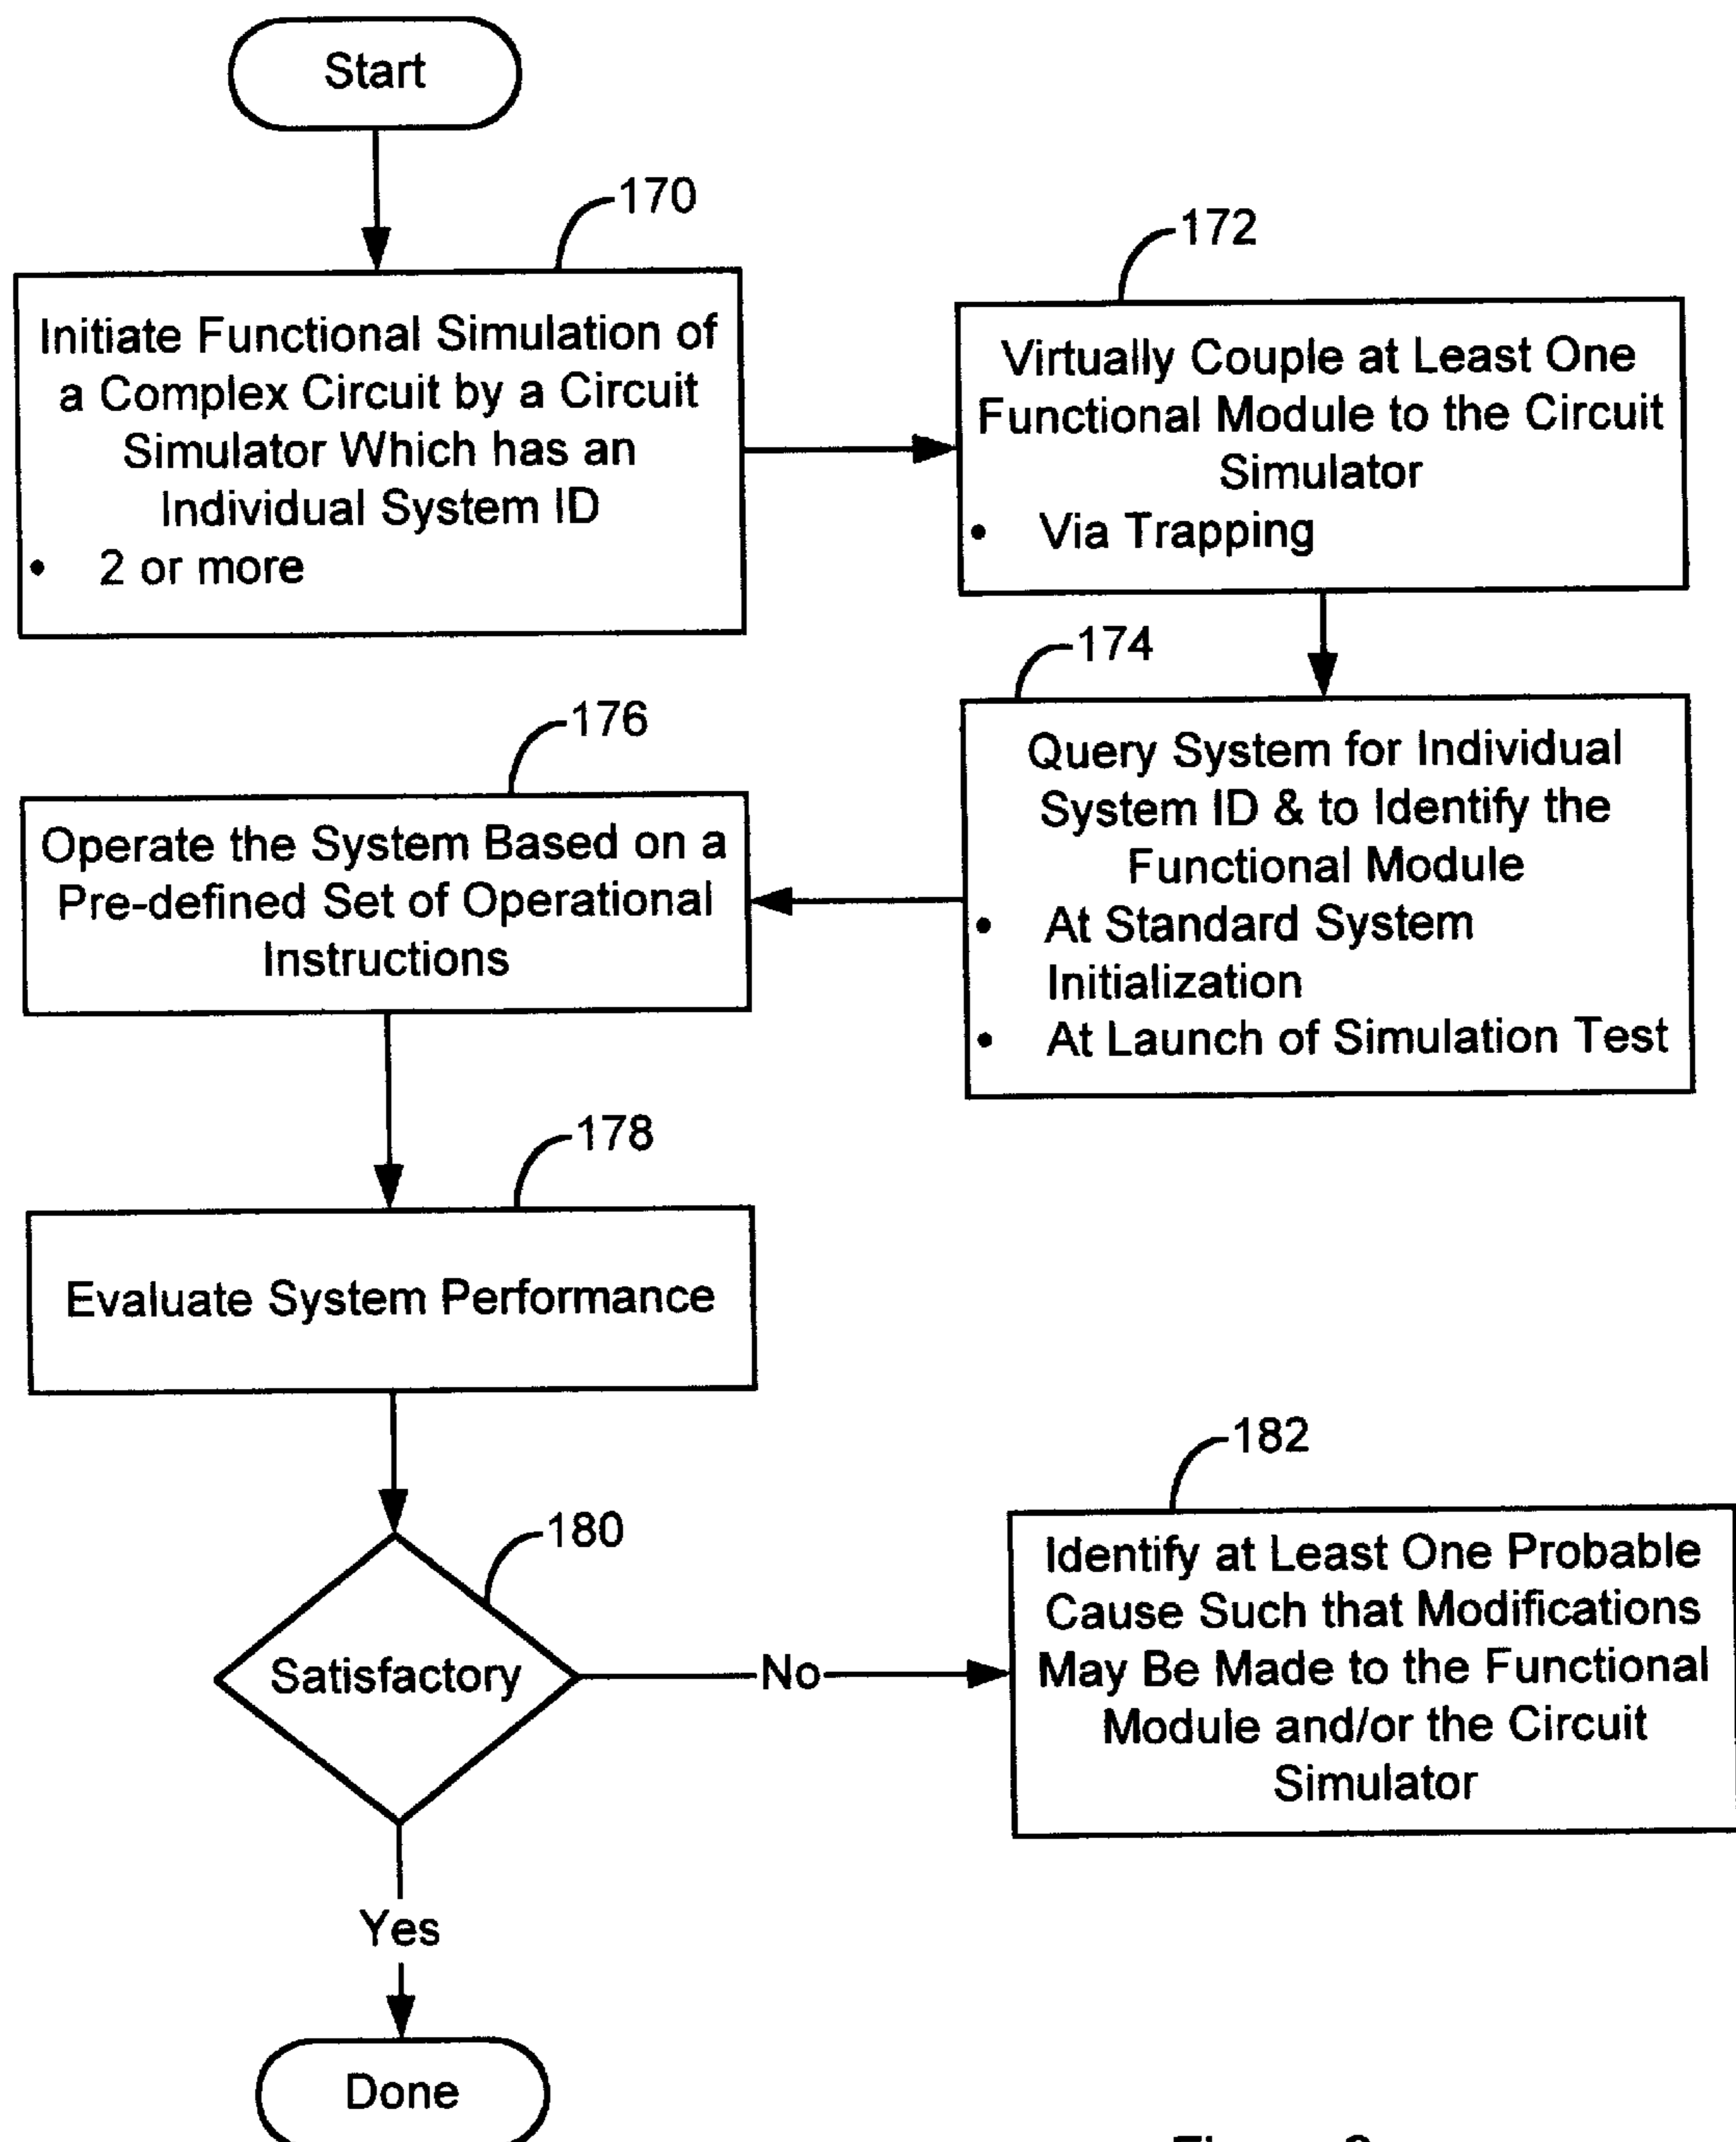 Start
170
Initiate Functional Simulation of
a Complex Circuit by a Circuit
Simulator Which has an
Individual System ID
• 2 or more
172
Virtually Couple at Least One
Functional Module to the Circuit
Simulator
• Via Trapping
174
Query System for Individual
System ID & to Identify the
Functional Module
• At Standard System
Initialization
• At Launch of Simulation Test
176
Operate the System Based on a
Pre-defined Set of Operational
Instructions
178
Evaluate System Performance
180
Satisfactory
No
182
Identify at Least One Probable
Cause Such that Modifications
May Be Made to the Functional
Module and/or the Circuit
Simulator
Yes
Done